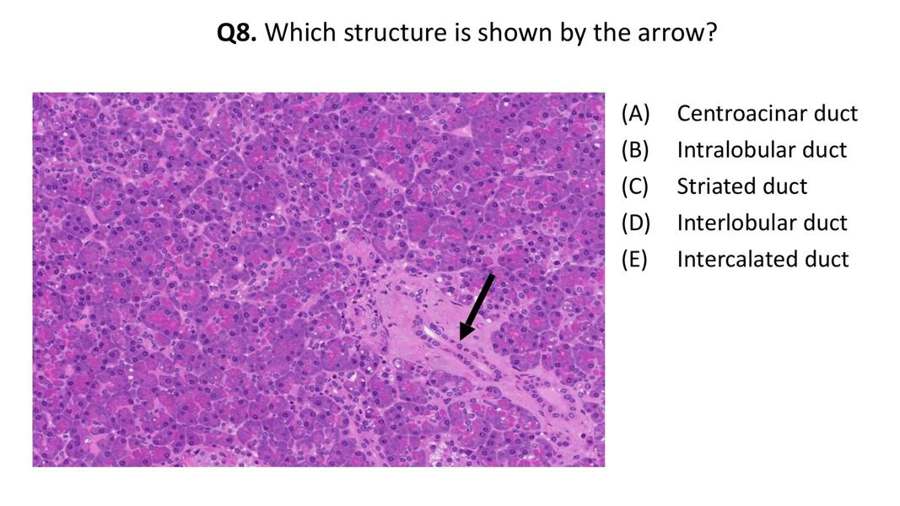 Q8. Which structure is shown by the arrow?
(A) Centroacinar duct
(B) Intralobular duct
(C) Striated duct
(D) Interlobular duct
(E) Intercalated duct